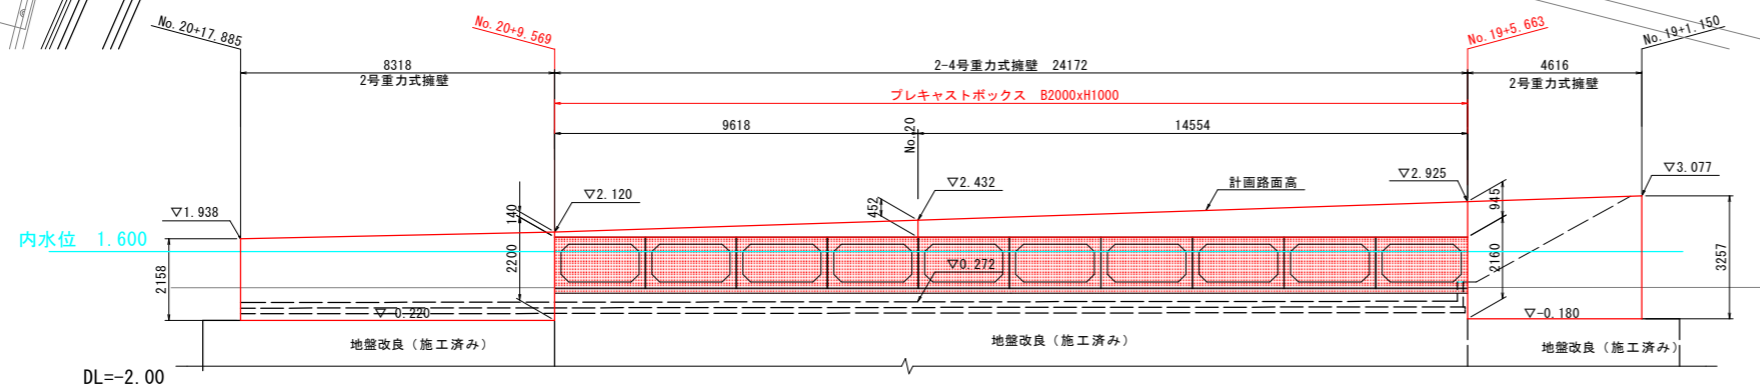 No.20+17.885
No.20+9.569
No.19+5.663
No.19+1.150
8318
2号重力式擁壁
2-4号重力式擁壁 24172
4616
2号重力式擁壁
プレキャストボックス B2000xH1000
9618
No.20
14554
▽1.938
140
▽2.120
452
▽2.432
計画路面高
▽2.925
945
▽3.077
内水位 1.600
2158
2200
▽0.272
2160
3257
▽-0.220
▽-0.180
地盤改良（施工済み）
地盤改良（施工済み）
地盤改良（施工済み）
DL=-2.00